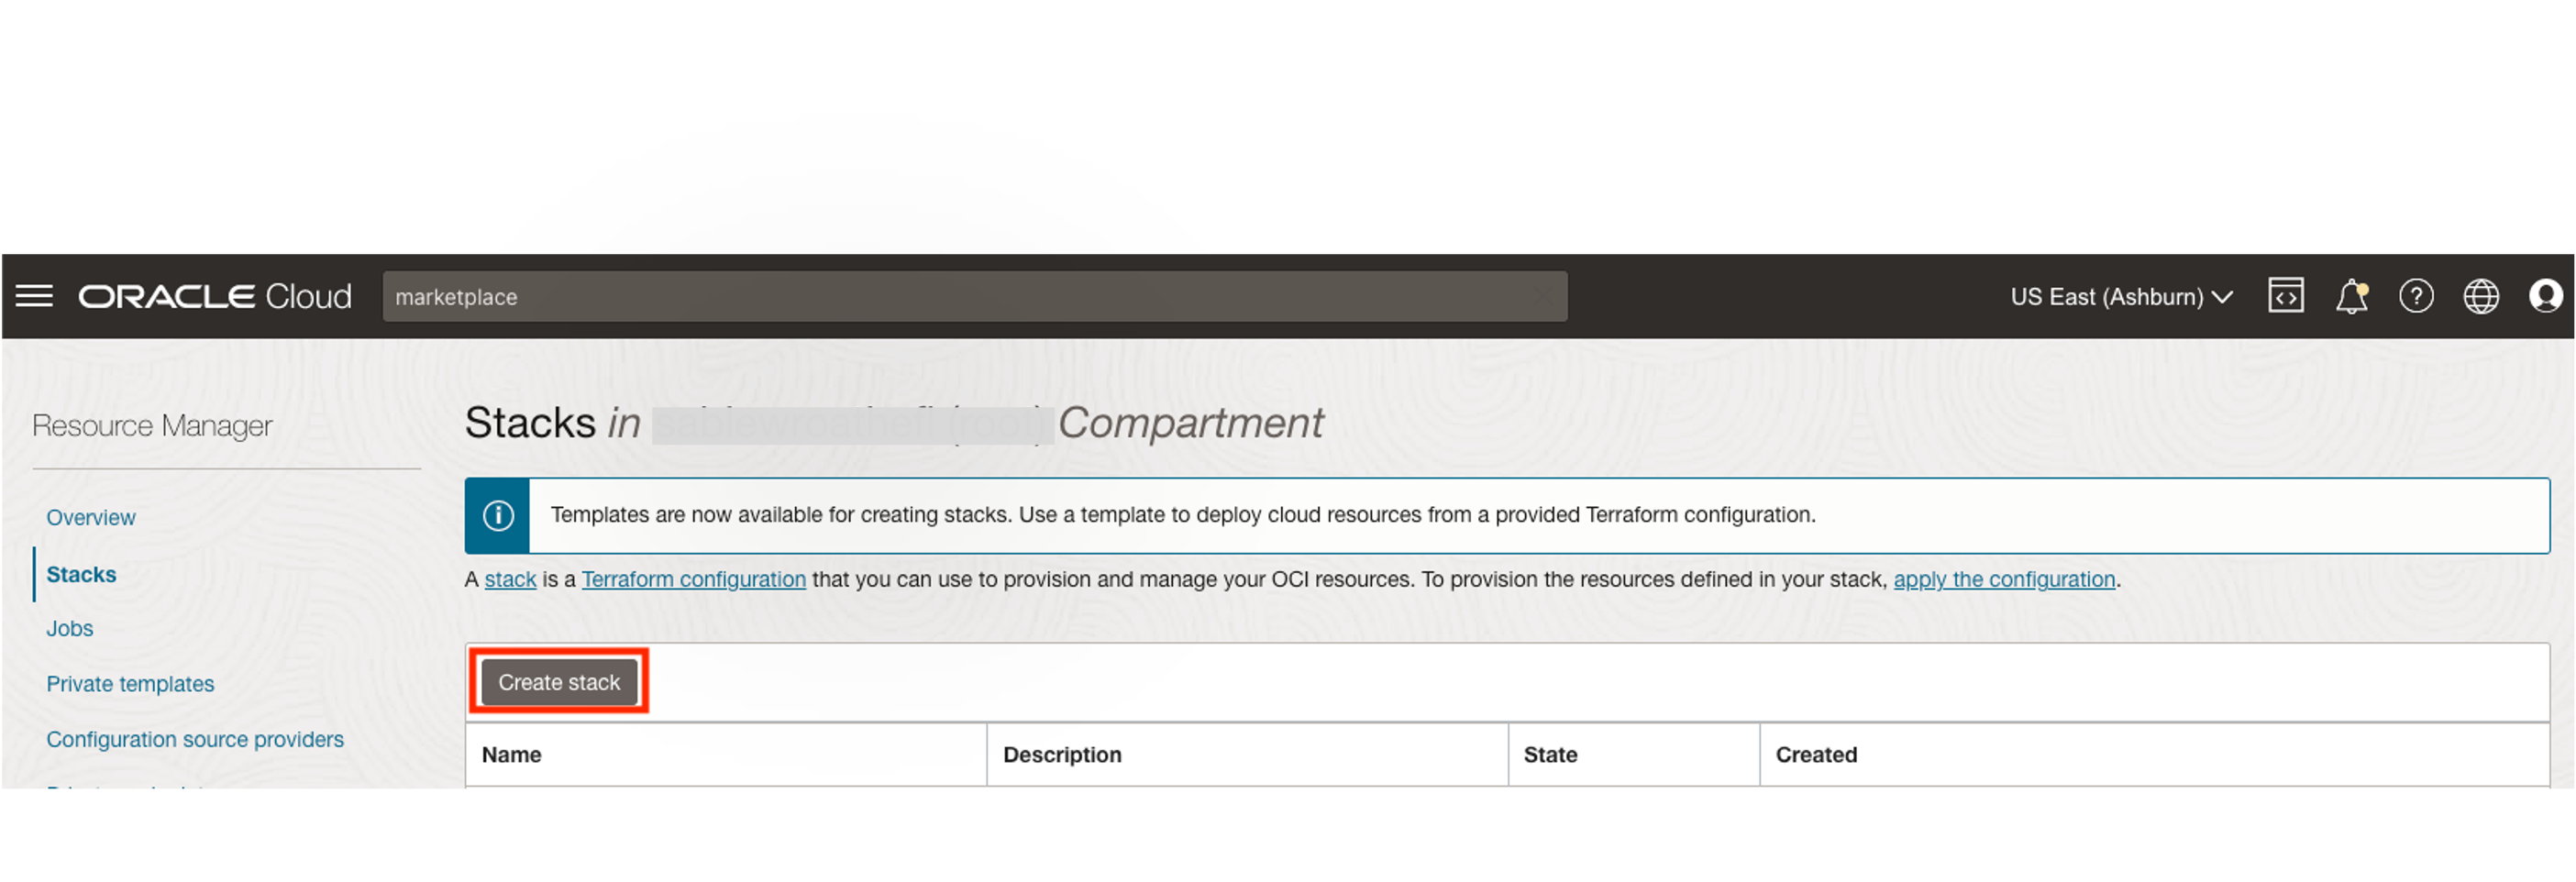 ORACLE Cloud
marketplace
US East (Ashburn)
Resource Manager
Overview
Stacks
Jobs
Private templates
Configuration source providers
Stacks in Compartment
Templates are now available for creating stacks. Use a template to deploy cloud resources from a provided Terraform configuration.
A stack is a Terraform configuration that you can use to provision and manage your OCI resources. To provision the resources defined in your stack, apply the configuration.
Create stack
Name Description State Created